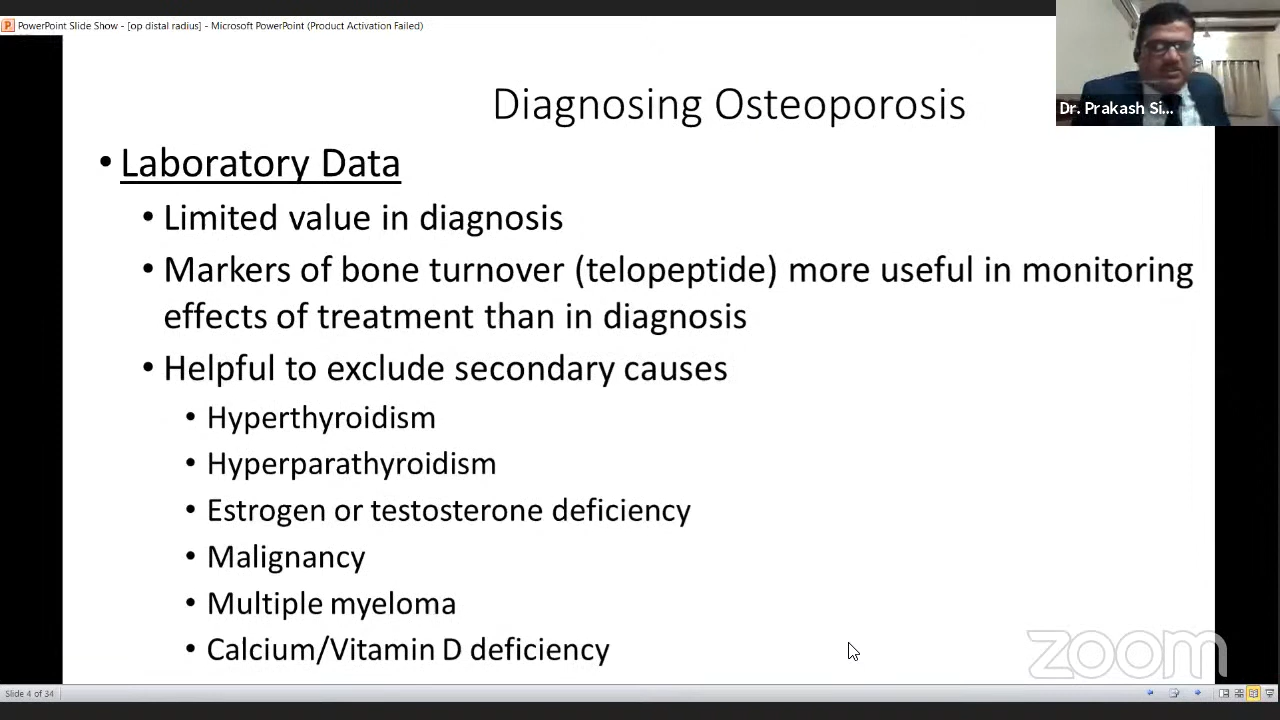 PowerPoint Slide Show - [op distal radius] - Microsoft PowerPoint (Product Activation Failed)
Dr. Prakash Si...
Diagnosing Osteoporosis
• Laboratory Data
• Limited value in diagnosis
• Markers of bone turnover (telopeptide) more useful in monitoring
effects of treatment than in diagnosis
• Helpful to exclude secondary causes
• Hyperthyroidism
• Hyperparathyroidism
• Estrogen or testosterone deficiency
• Malignancy
• Multiple myeloma
• Calcium/Vitamin D deficiency
zoom
Slide 4 of 34